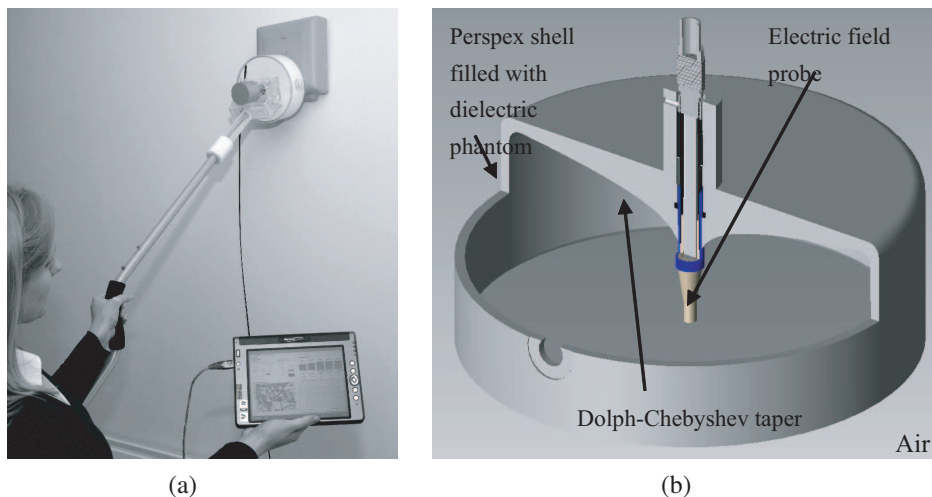 Perspex shell
filled with
dielectric
phantom
Electric field
probe
Dolph-Chebyshev taper
Air
(a)
(b)